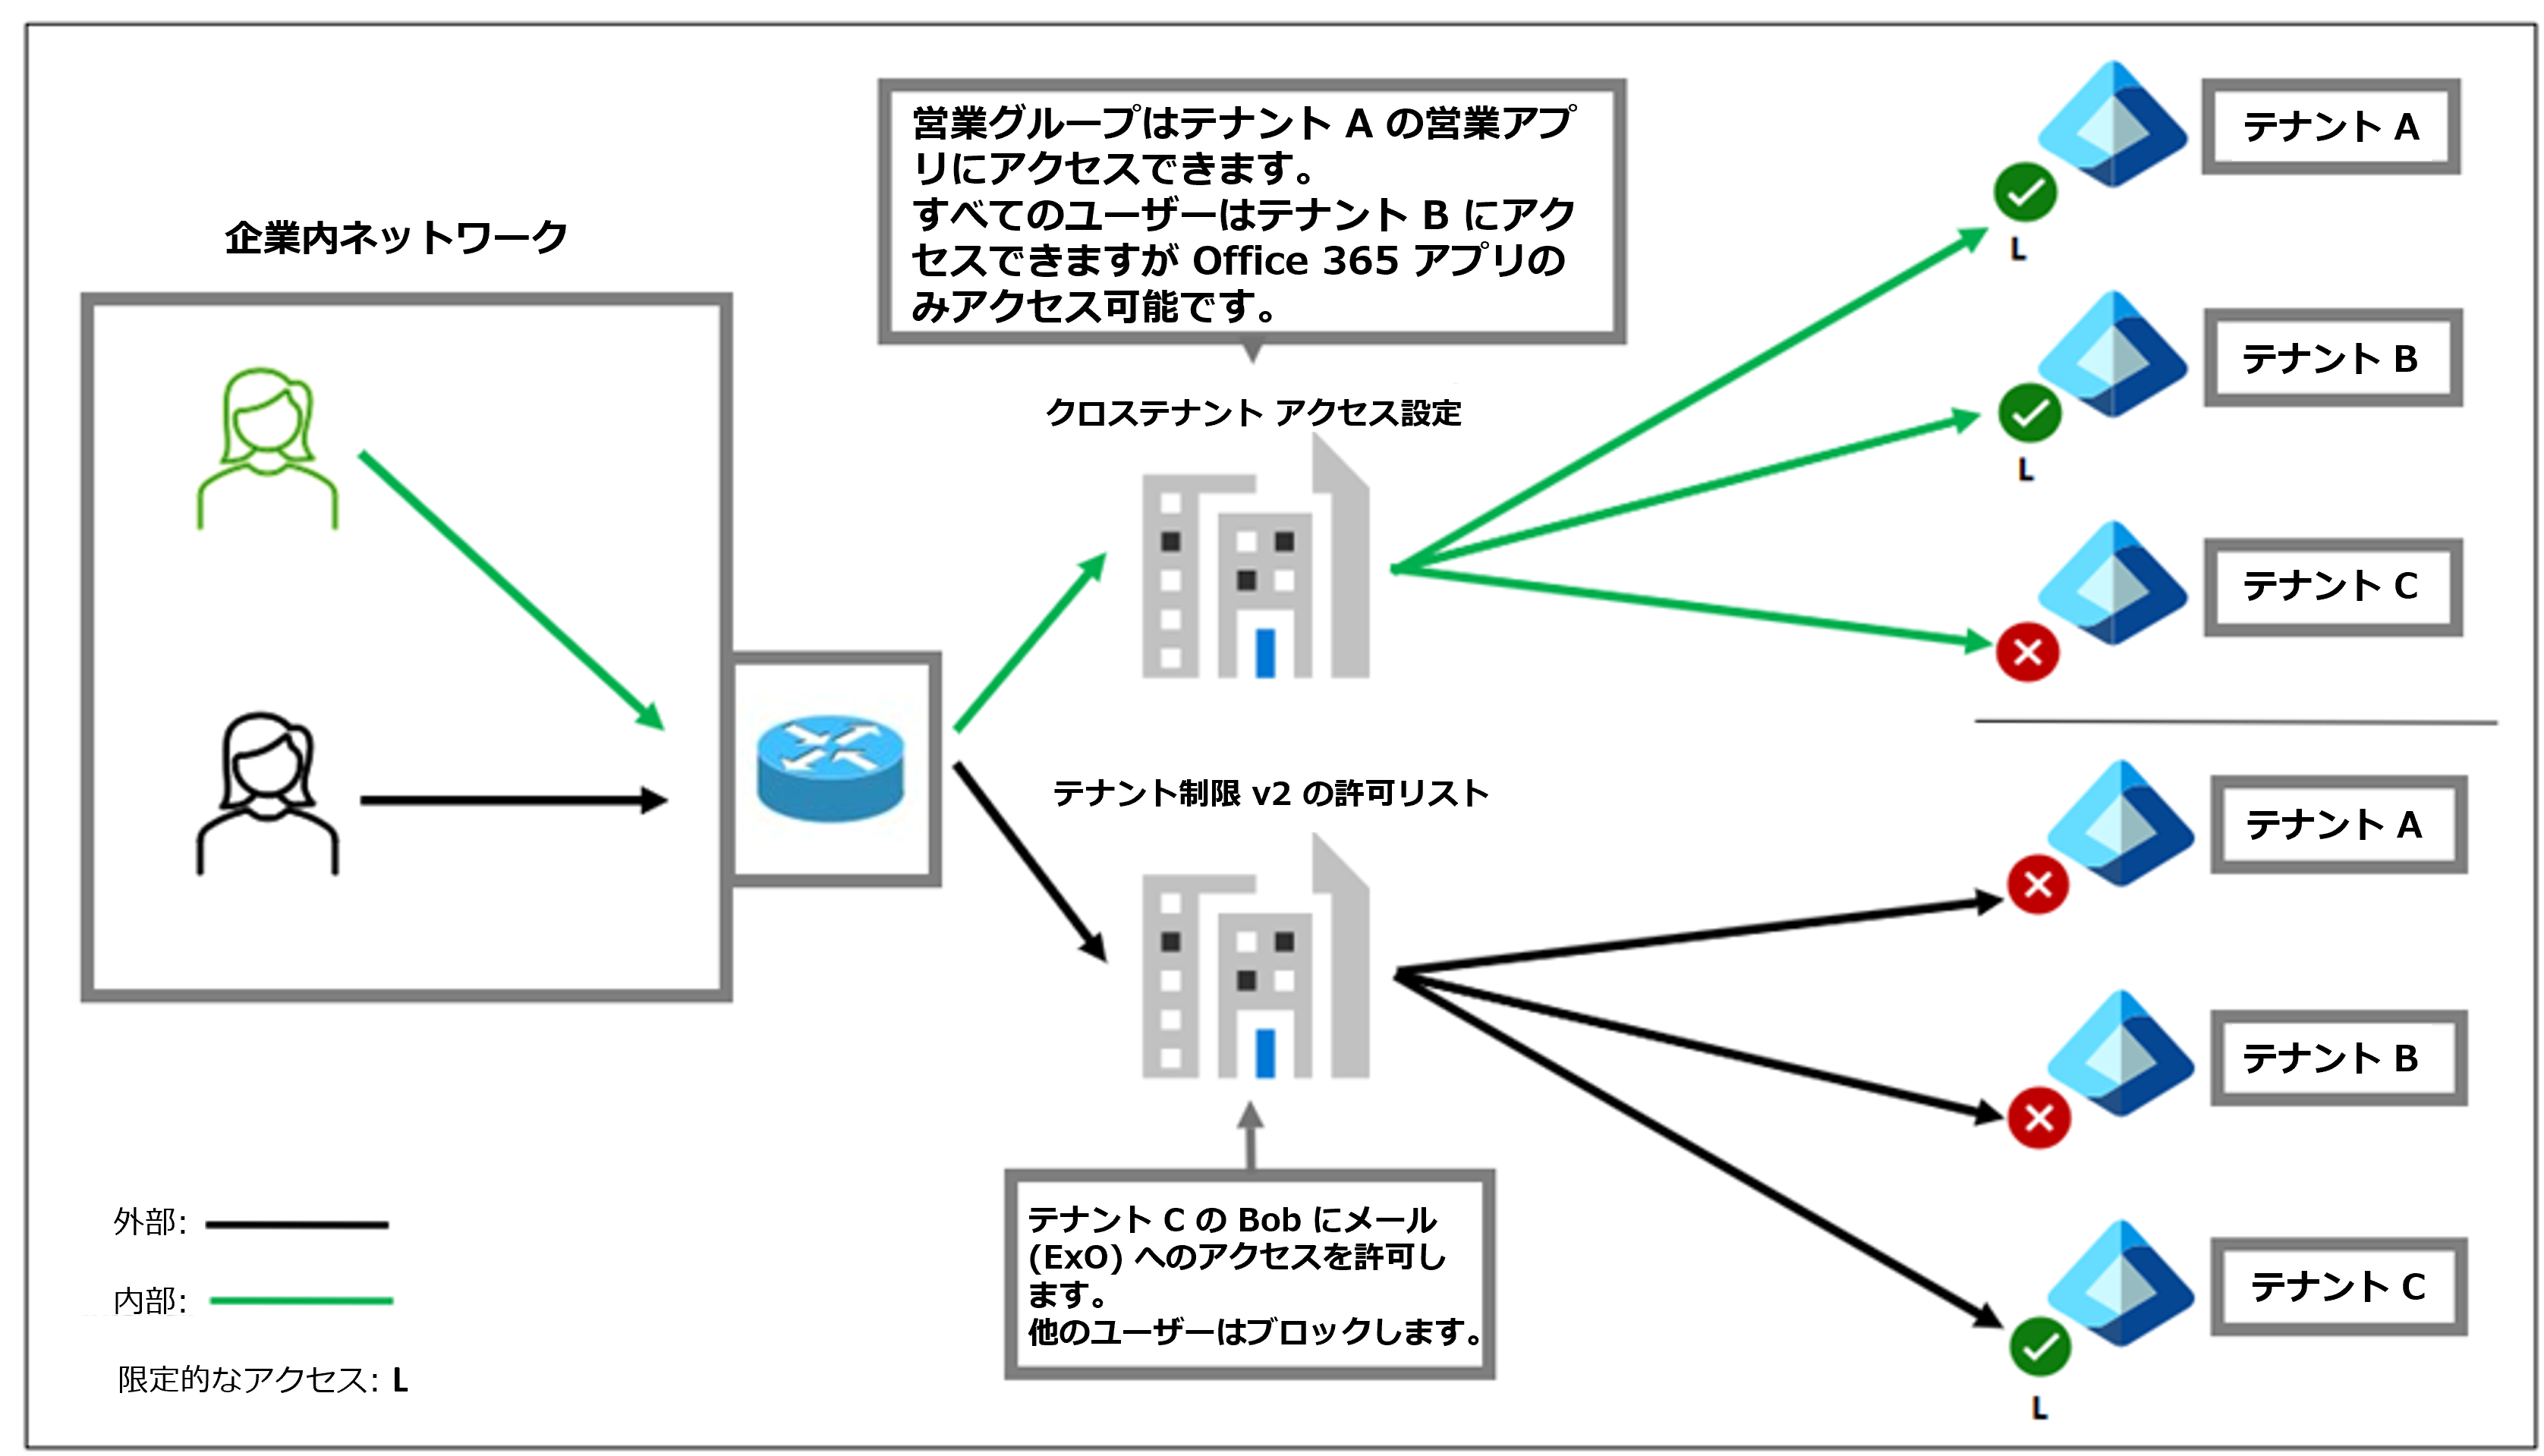 営業グループはテナント A の営業アプ
リにアクセスできます。
すべてのユーザーはテナント B にアク
セスできますが Office 365 アプリの
みアクセス可能です。
企業内ネットワーク
クロステナント アクセス設定
テナント A
L
テナント B
L
テナント C
テナント制限 v2 の許可リスト
テナント A
テナント B
テナント C
L
テナント C の Bob にメール
(ExO) へのアクセスを許可し
ます。
他のユーザーはブロックします。
外部:
内部:
限定的なアクセス: L